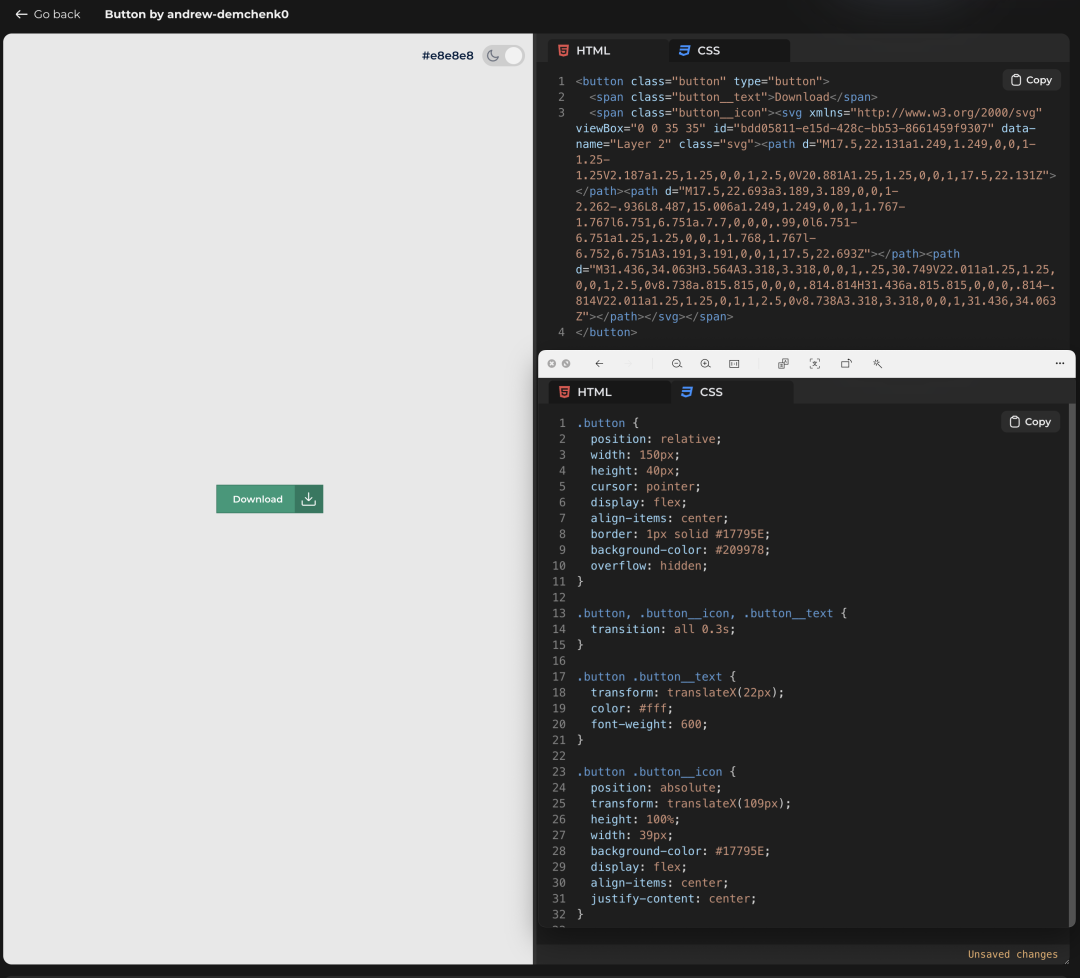 Go back
Button by andrew-demchenk0
#e8e8e8
HTML
CSS
Copy
1 <button class="button" type="button">
2 <span class="button__text">Download</span>
3 <span class="button__icon"><svg xmlns="http://www.w3.org/2000/svg"
viewBox="0 0 35 35" id="bdd05811-e15d-428c-bb53-8661459f9307" data-
name="Layer 2" class="svg"><path d="M17.5,22.131a1.249,1.249,0,0,1-
1.25-
1.25V2.187a1.25,1.25,0,0,1,2.5,0V20.881A1.25,1.25,0,0,1,17.5,22.131Z">
</path><path d="M17.5,22.693a3.189,3.189,0,0,1-
2.262-.936L8.487,15.006a1.249,1.249,0,0,1,1.767-
1.767l6.751,6.751a.7.7,0,0,0,.99,0l6.751-
6.751a1.25,1.25,0,0,1,1.768,1.767l-
6.752,6.751A3.191,3.191,0,0,1,17.5,22.693Z"></path><path
d="M31.436,34.063H3.564A3.318,3.318,0,0,1,.25,30.749V22.011a1.25,1.25,
0,0,1,2.5,0v8.738a.815.815,0,0,0,.814.814H31.436a.815.815,0,0,0,.814-.
814V22.011a1.25,1.25,0,1,1,2.5,0v8.738A3.318,3.318,0,0,1,31.436,34.063
Z"></path></svg></span>
4 </button>
HTML
CSS
Copy
1 .button {
2 position: relative;
3 width: 150px;
4 height: 40px;
5 cursor: pointer;
6 display: flex;
7 align-items: center;
8 border: 1px solid #17795E;
9 background-color: #209978;
10 overflow: hidden;
11 }
12
13 .button, .button__icon, .button__text {
14 transition: all 0.3s;
15 }
16
17 .button .button__text {
18 transform: translateX(22px);
19 color: #fff;
20 font-weight: 600;
21 }
22
23 .button .button__icon {
24 position: absolute;
25 transform: translateX(109px);
26 height: 100%;
27 width: 39px;
28 background-color: #17795E;
29 display: flex;
30 align-items: center;
31 justify-content: center;
32 }
Download
Unsaved changes